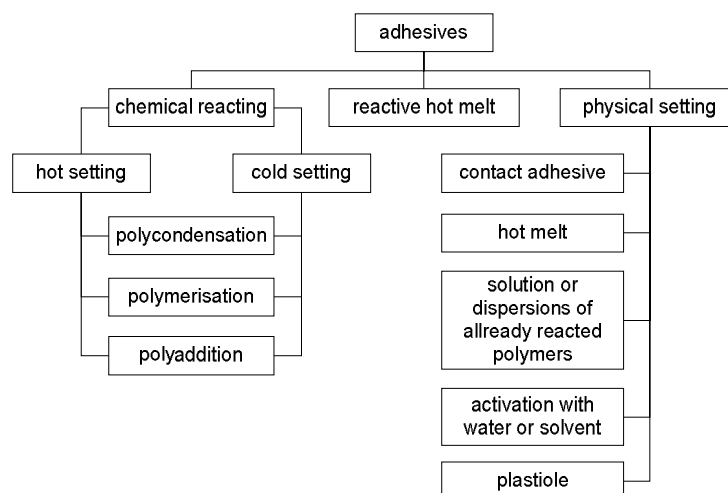 adhesives
chemical reacting
reactive hot melt
physical setting
hot setting
cold setting
contact adhesive
polycondensation
hot melt
polymerisation
solution or
dispersions of
allready reacted
polymers
polyaddition
activation with
water or solvent
plastiole